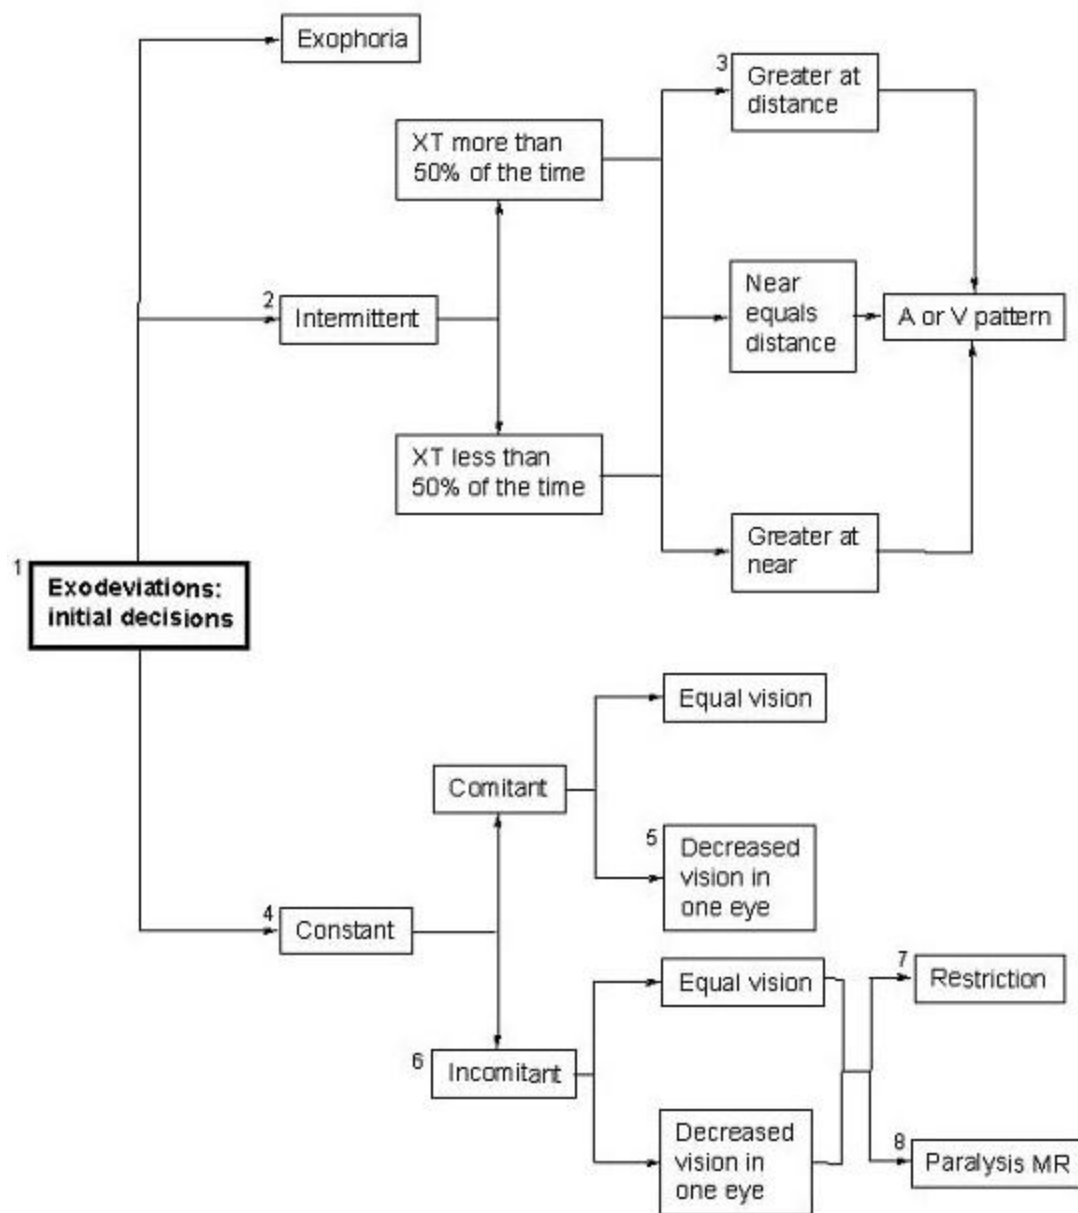 Exophoria
3
Greater at
distance
XT more than
50% of the time
2
Intermittent
Near
equals
distance
A or V pattern
XT less than
50% of the time
Greater at
near
1
Exodeviations:
initial decisions
Equal vision
Comitant
5
Decreased
vision in
one eye
4
Constant
Equal vision
7
Restriction
6
Incomitant
Decreased
vision in
one eye
8
Paralysis MR